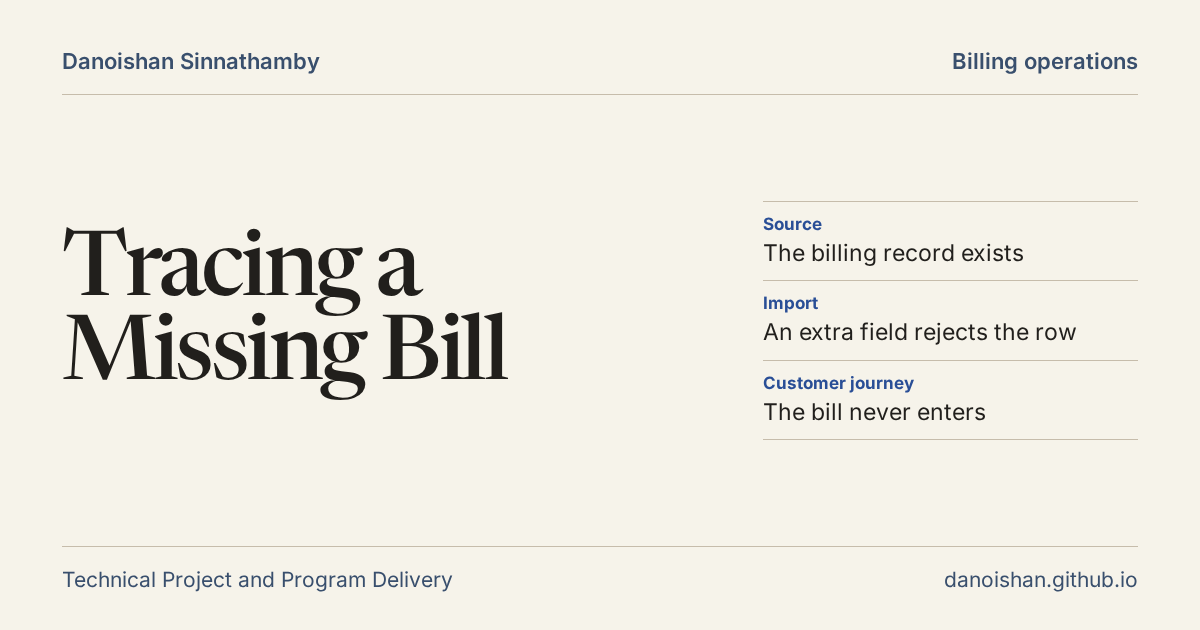 Danoishan Sinnathamby
Billing operations
Tracing a
Missing Bill
Source
The billing record exists
Import
An extra field rejects the row
Customer journey
The bill never enters
Technical Project and Program Delivery
danoishan.github.io